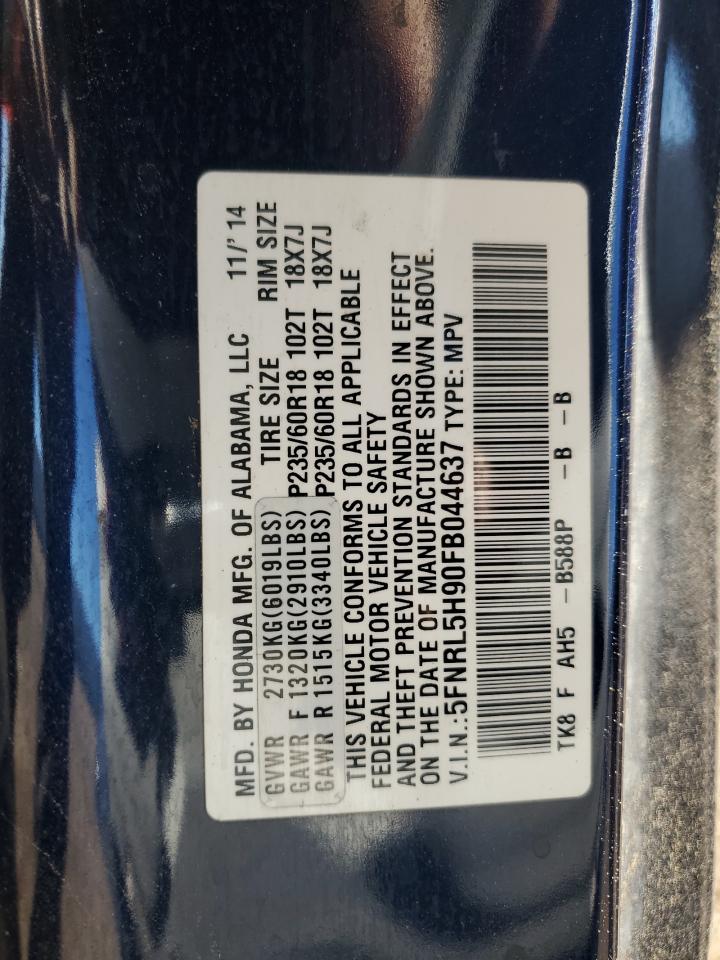 MFD. BY HONDA MFG. OF ALABAMA, LLC 11/' 14
GVWR 2730KG(6019LBS) TIRE SIZE RIM SIZE
GAWR F 1320KG(2910LBS) P235/60R18 102T 18X7J
GAWR R 1515KG(3340LBS) P235/60R18 102T 18X7J
THIS VEHICLE CONFORMS TO ALL APPLICABLE
FEDERAL MOTOR VEHICLE SAFETY
AND THEFT PREVENTION STANDARDS IN EFFECT
ON THE DATE OF MANUFACTURE SHOWN ABOVE.
V.I.N.:5FNRL5H90FB044637 TYPE: MPV
TK8 F AH5 -B588P -B -B